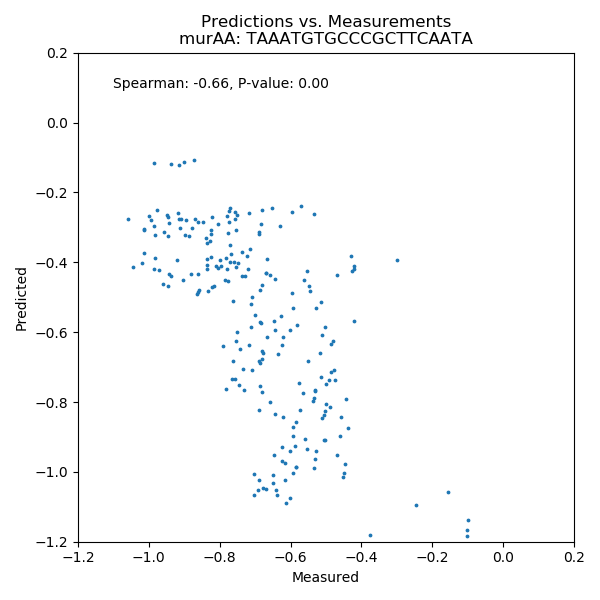 Predictions vs. Measurements
murAA: TAAATGTGCCCGCTTCAATA
Spearman: -0.66, P-value: 0.00
0.2
0.0
−0.2
−0.4
−0.6
−0.8
−1.0
−1.2
Predicted
−1.2 −1.0 −0.8 −0.6 −0.4 −0.2 0.0 0.2
Measured